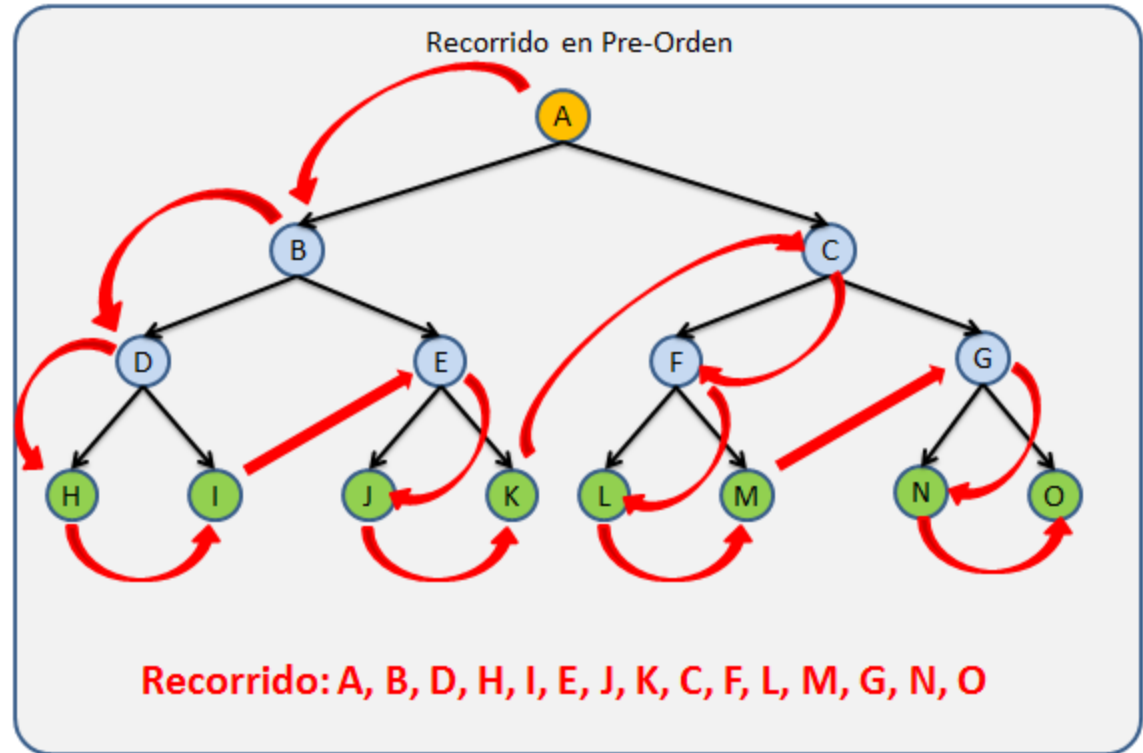 Recorrido en Pre-Orden
A
B
C
D
E
F
G
H
I
J
K
L
M
N
O
Recorrido: A, B, D, H, I, E, J, K, C, F, L, M, G, N, O